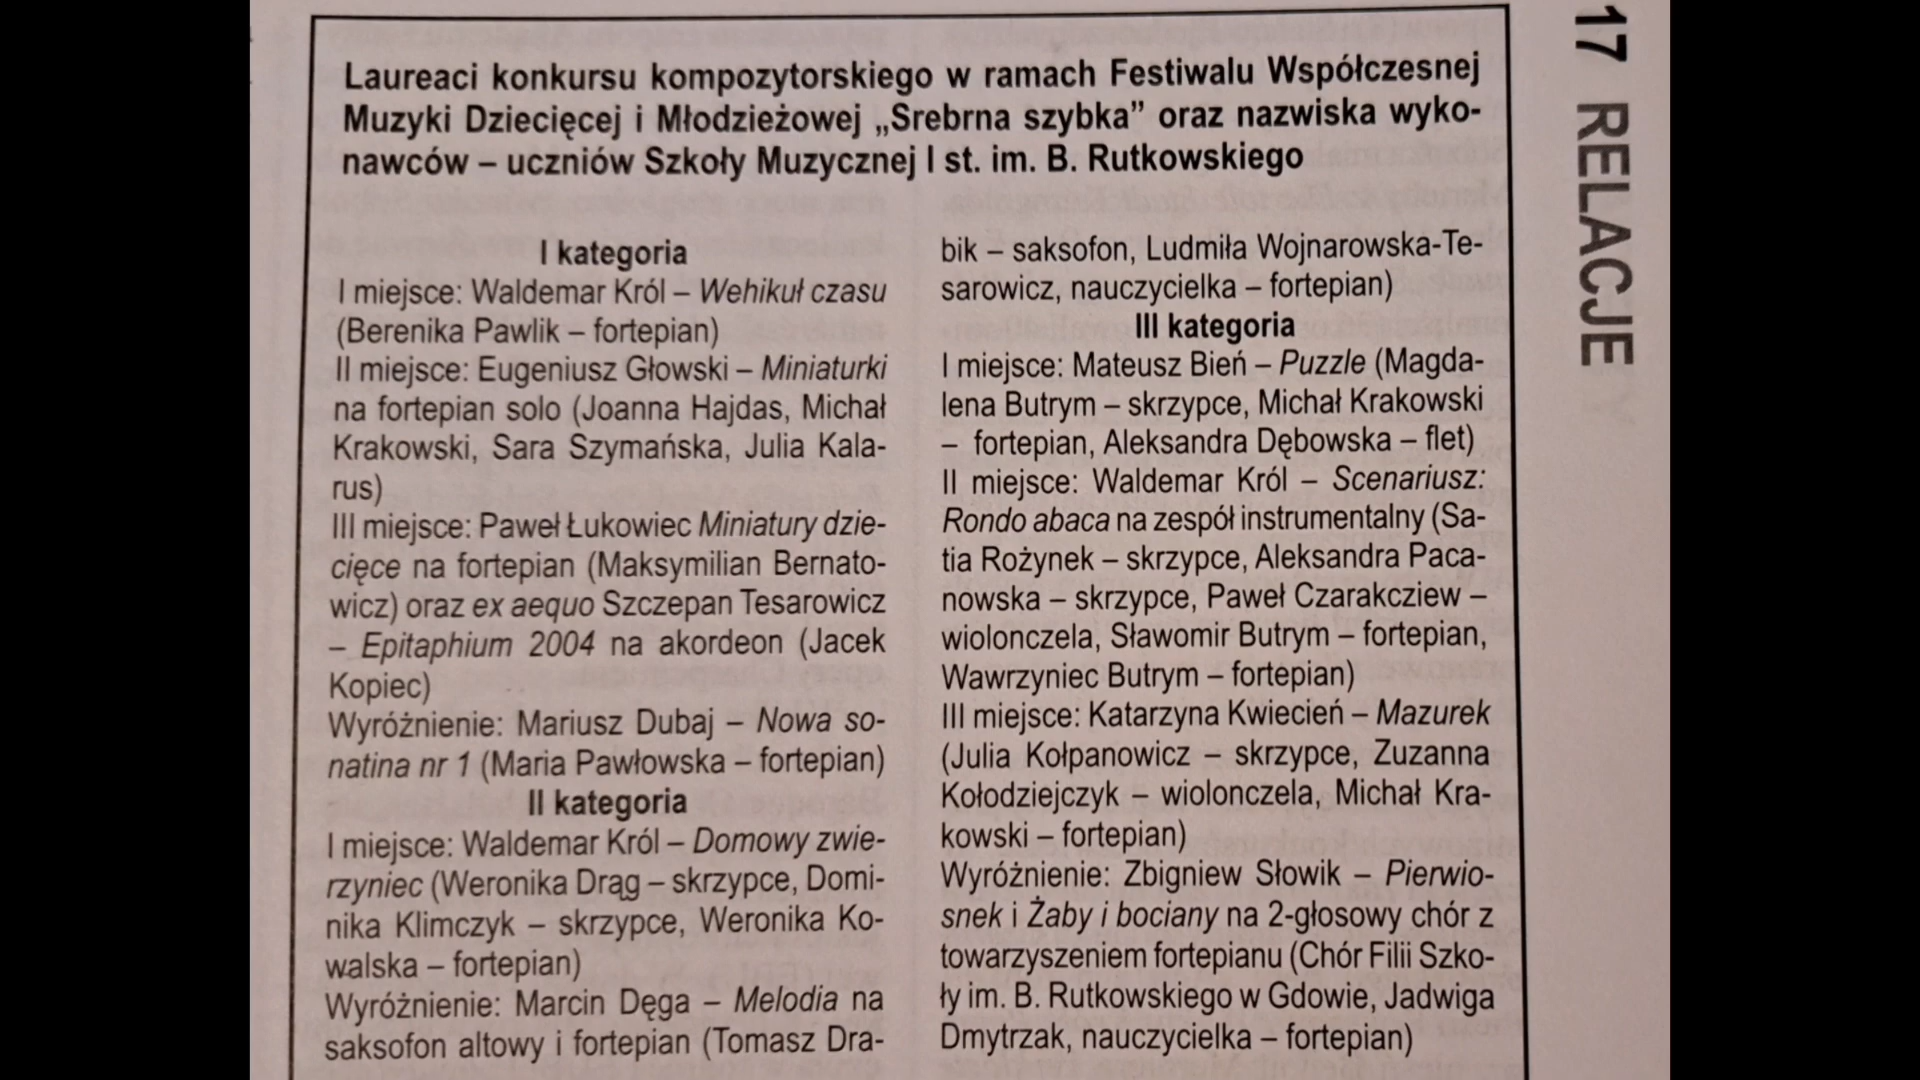 Laureaci konkursu kompozytorskiego w ramach Festiwalu Współczesnej
Muzyki Dziecięcej i Młodzieżowej „Srebrna szybka” oraz nazwiska wyko-
nawców – uczniów Szkoły Muzycznej I st. im. B. Rutkowskiego
I kategoria
I miejsce: Waldemar Król – Wehikuł czasu
(Berenika Pawlik – fortepian)
II miejsce: Eugeniusz Głowski – Miniaturki
na fortepian solo (Joanna Hajdas, Michał
Krakowski, Sara Szymańska, Julia Kala-
rus)
III miejsce: Paweł Łukowiec Miniatury dzie-
cięce na fortepian (Maksymilian Bernato-
wicz) oraz ex aequo Szczepan Tesarowicz
– Epitaphium 2004 na akordeon (Jacek
Kopiec)
Wyróżnienie: Mariusz Dubaj – Nowa so-
natina nr 1 (Maria Pawłowska – fortepian)
II kategoria
I miejsce: Waldemar Król – Domowy zwie-
rzyniec (Weronika Drąg – skrzypce, Domi-
nika Klimczyk – skrzypce, Weronika Ko-
walska – fortepian)
Wyróżnienie: Marcin Dęga – Melodia na
saksofon altowy i fortepian (Tomasz Dra-
bik – saksofon, Ludmiła Wojnarowska-Te-
sarowicz, nauczycielka – fortepian)
III kategoria
I miejsce: Mateusz Bień – Puzzle (Magda-
lena Butrym – skrzypce, Michał Krakowski
– fortepian, Aleksandra Dębowska – flet)
II miejsce: Waldemar Król – Scenariusz:
Rondo abaca na zespół instrumentalny (Sa-
tia Rożynek – skrzypce, Aleksandra Paca-
nowska – skrzypce, Paweł Czarakcziew –
wiolonczela, Sławomir Butrym – fortepian,
Wawrzyniec Butrym – fortepian)
III miejsce: Katarzyna Kwiecień – Mazurek
(Julia Kołpanowicz – skrzypce, Zuzanna
Kołodziejczyk – wiolonczela, Michał Kra-
kowski – fortepian)
Wyróżnienie: Zbigniew Słowik – Pierwio-
snek i Żaby i bociany na 2-głosowy chór z
towarzyszeniem fortepianu (Chór Filii Szko-
ły im. B. Rutkowskiego w Gdowie, Jadwiga
Dmytrzak, nauczycielka – fortepian)
17 RELACJE